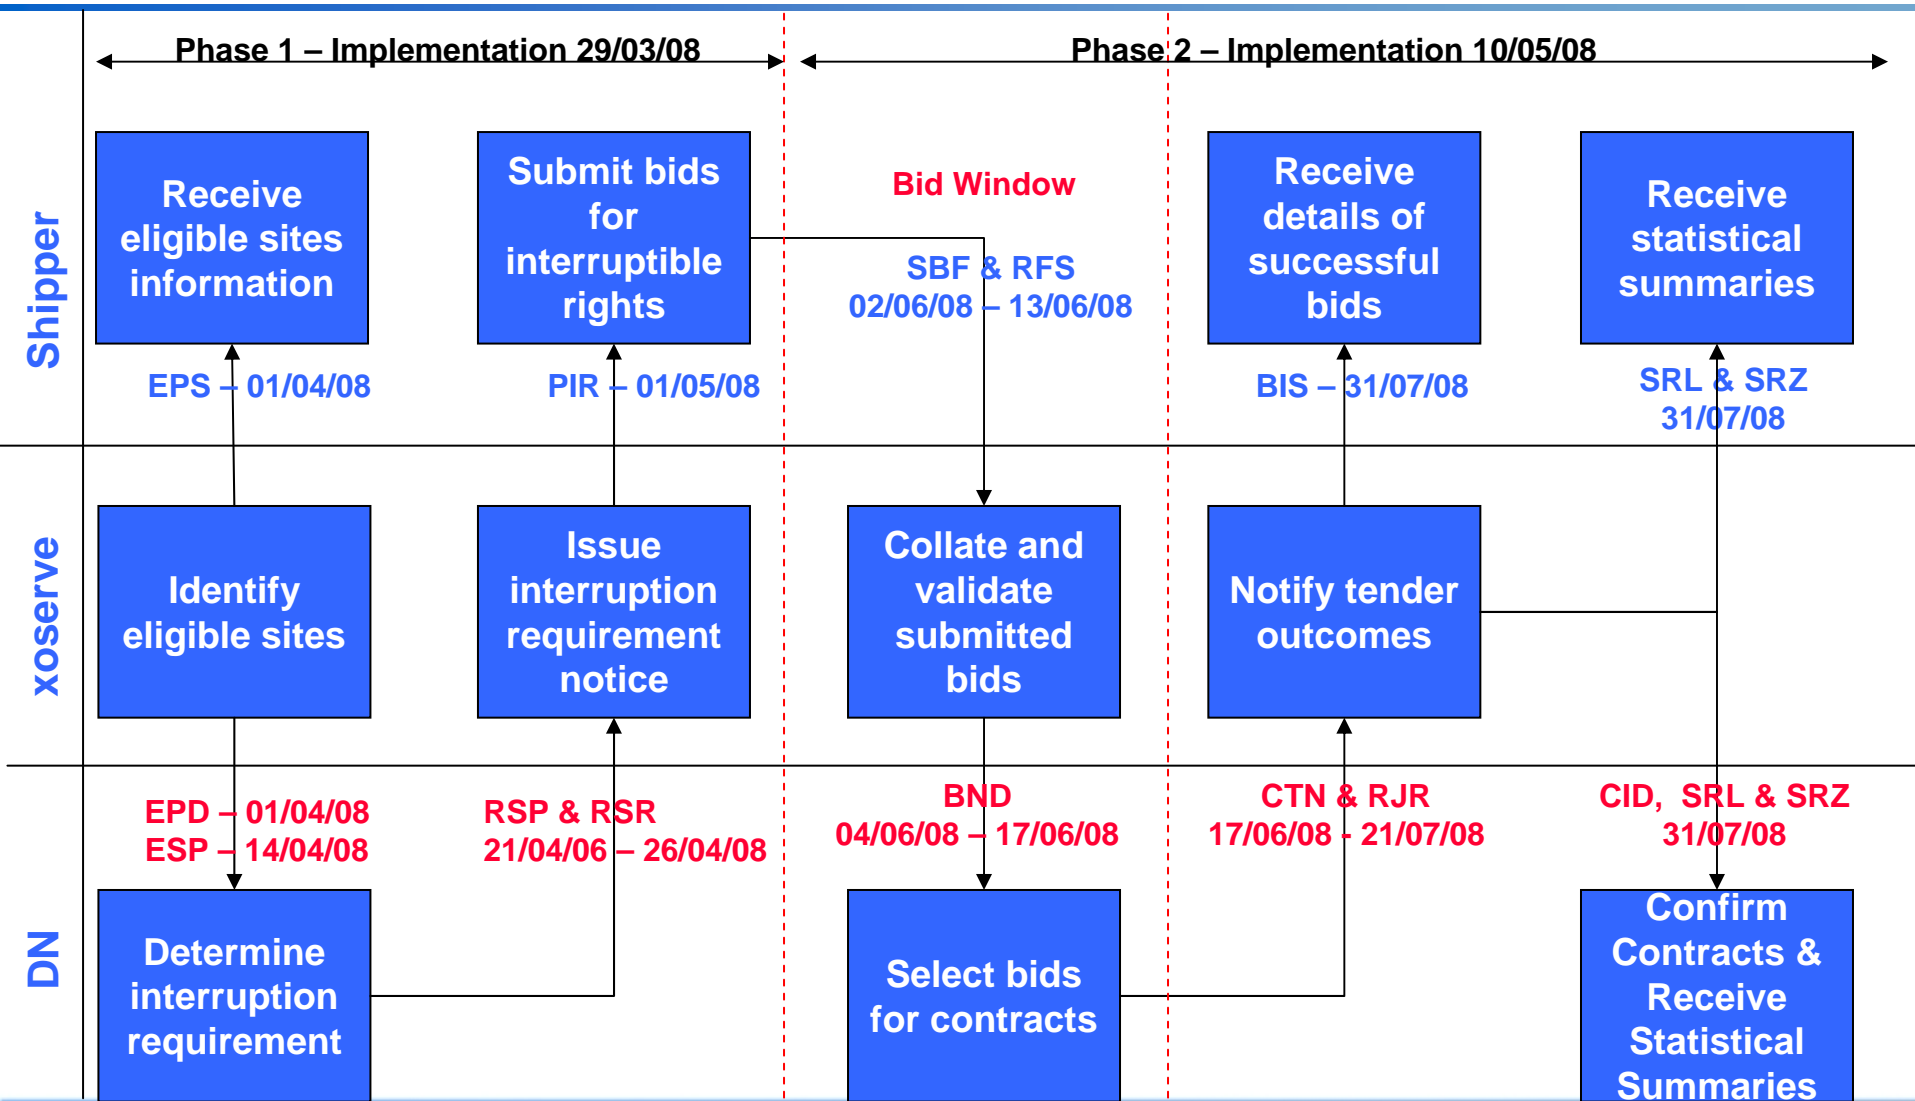 Phase 1 – Implementation 29/03/08
Phase 2 – Implementation 10/05/08
Shipper
Receive
eligible sites
information
Submit bids
for
interruptible
rights
Bid Window
SBF & RFS
02/06/08 – 13/06/08
Receive
details of
successful
bids
Receive
statistical
summaries
EPS – 01/04/08
PIR – 01/05/08
BIS – 31/07/08
SRL & SRZ
31/07/08
xoserve
Identify
eligible sites
Issue
interruption
requirement
notice
Collate and
validate
submitted
bids
Notify tender
outcomes
EPD – 01/04/08
ESP – 14/04/08
RSP & RSR
21/04/06 – 26/04/08
BND
04/06/08 – 17/06/08
CTN & RJR
17/06/08 - 21/07/08
CID, SRL & SRZ
31/07/08
DN
Determine
interruption
requirement
Select bids
for contracts
Confirm
Contracts &
Receive
Statistical
Summaries